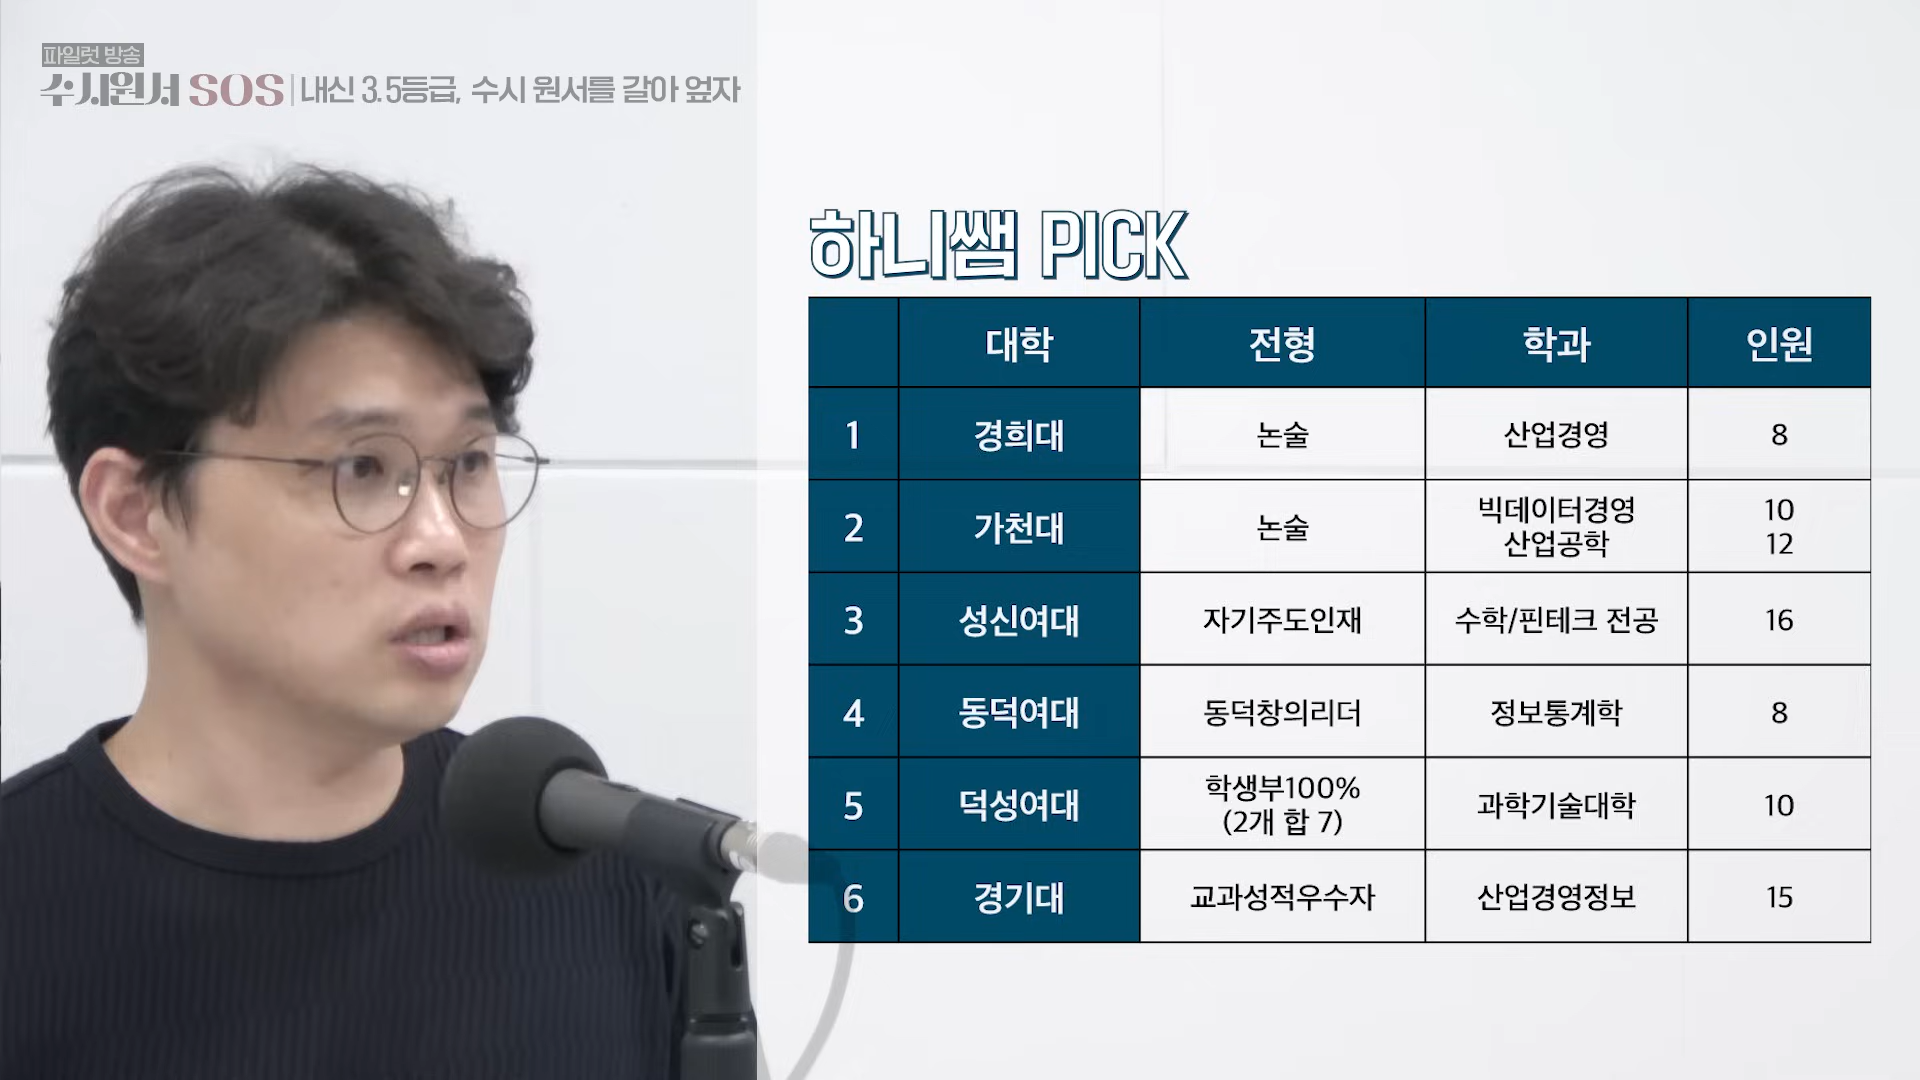 파일럿 방송
수시원서 SOS 내신 3.5등급, 수시 원서를 갈아 엎자
하니쌤 PICK
대학 전형 학과 인원
1 경희대 논술 산업경영 8
2 가천대 논술 빅데이터경영 10
산업공학 12
3 성신여대 자기주도인재 수학/핀테크 전공 16
4 동덕여대 동덕창의리더 정보통계학 8
5 덕성여대 학생부100% 과학기술대학 10
(2개 합 7)
6 경기대 교과성적우수자 산업경영정보 15